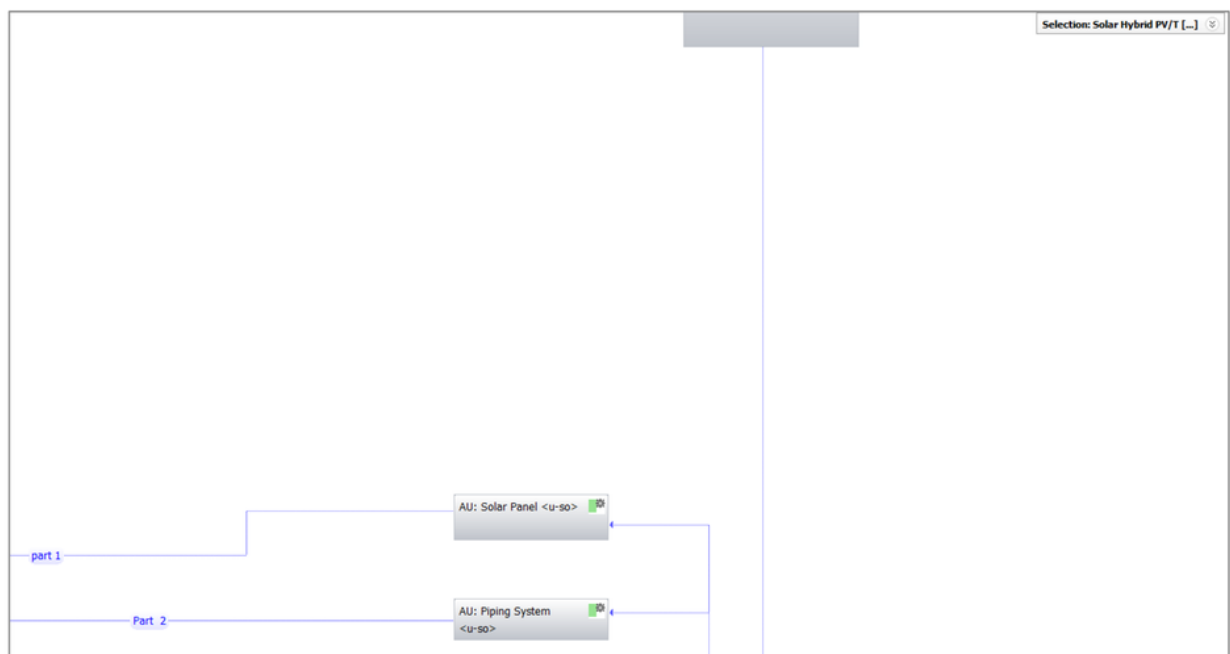 Selection: Solar Hybrid PV/T [...]
AU: Solar Panel <u-so>
part 1
AU: Piping System
<u-so>
Part 2